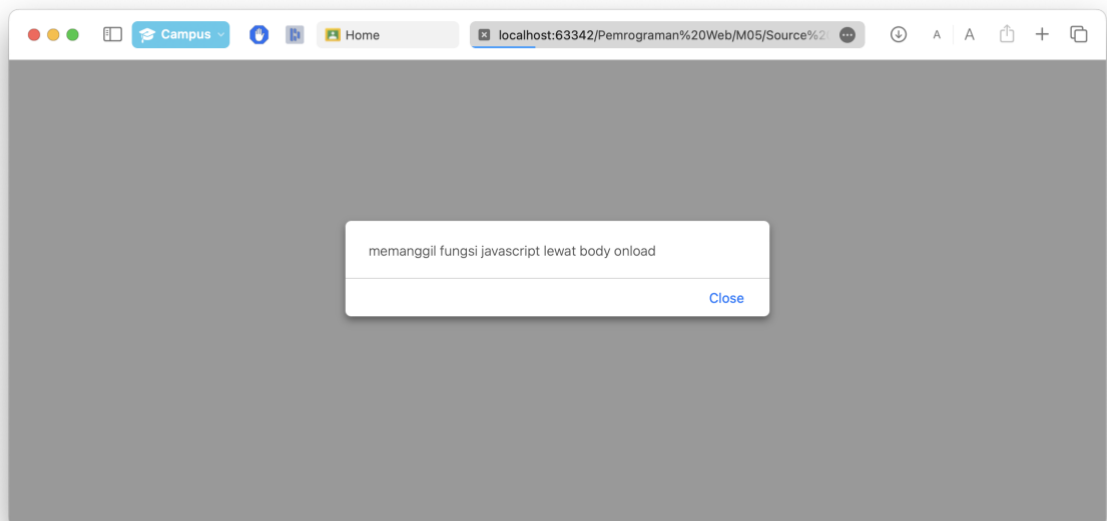 Campus
Home
localhost:63342/Pemrograman%20Web/M05/Source%2
A A
memanggil fungsi javascript lewat body onload
Close